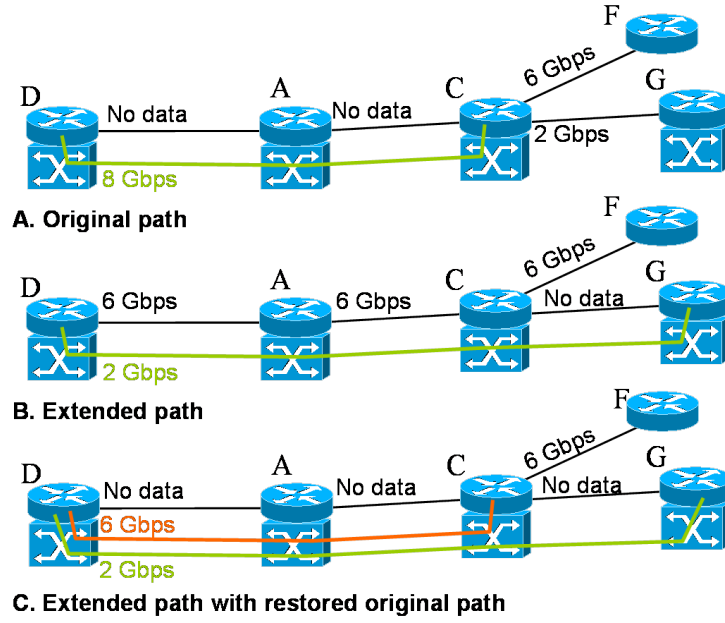 F
6 Gbps
G
D
A
C
No data
No data
2 Gbps
8 Gbps
A. Original path
F
6 Gbps
G
D
A
C
6 Gbps
6 Gbps
No data
2 Gbps
B. Extended path
F
6 Gbps
G
D
A
C
No data
No data
No data
6 Gbps
2 Gbps
C. Extended path with restored original path